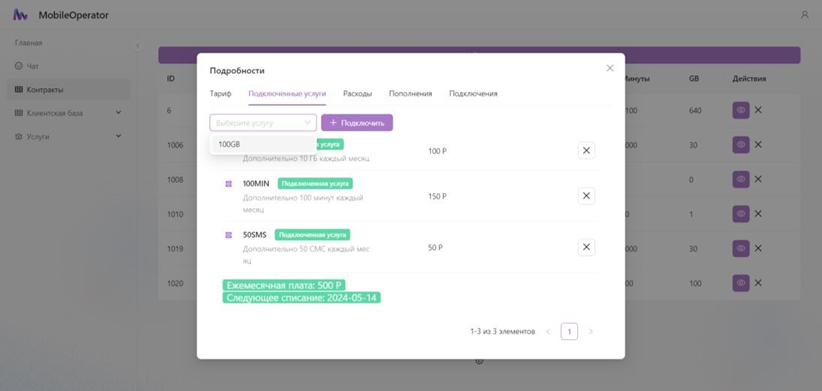 MobileOperator
Главная
Чат
Контракты
Клиентская база
Услуги
ID
Минуты
GB
Действия
6
100
640
1006
000
30
1008
0
0
1010
0
1
1019
000
30
1020
00
100
Подробности
Тариф Подключенные услуги Расходы Пополнения Подключения
Выберите услугу
+ Подключить
100GB
услуга
Дополнительно 10 ГБ каждый месяц
100 Р
100MIN Подключенная услуга
Дополнительно 100 минут каждый
месяц
150 Р
50SMS Подключенная услуга
Дополнительно 50 СМС каждый мес
яц
50 Р
Ежемесячная плата: 500 Р
Следующее списание: 2024-05-14
1-3 из 3 элементов
1